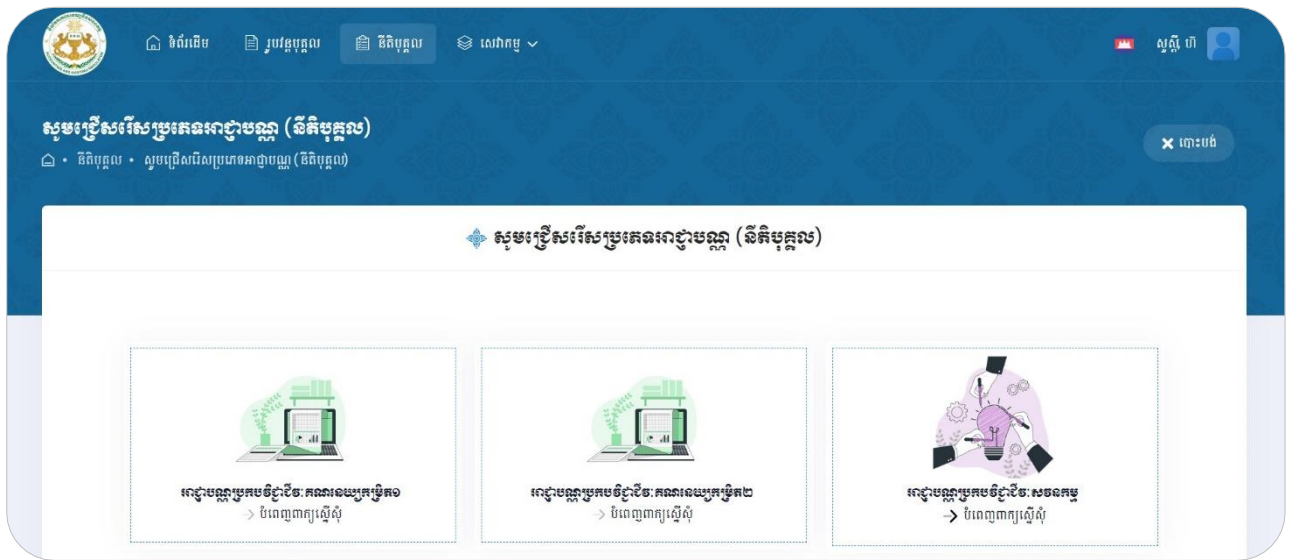 ទំព័រដើម
រូបវន្តបុគ្គល
នីតិបុគ្គល
សេវាកម្ម
សូស្តី ហ៊
សូមជ្រើសរើសប្រភេទអាជ្ញាបណ្ណ (នីតិបុគ្គល)
• នីតិបុគ្គល • សូមជ្រើសរើសប្រភេទអាជ្ញាបណ្ណ (នីតិបុគ្គល)
បោះបង់
សូមជ្រើសរើសប្រភេទអាជ្ញាបណ្ណ (នីតិបុគ្គល)
អាជ្ញាបណ្ណប្រកបវិជ្ជាជីវៈគណនេយ្យកម្រិត១
បំពេញពាក្យស្នើសុំ
អាជ្ញាបណ្ណប្រកបវិជ្ជាជីវៈគណនេយ្យកម្រិត២
បំពេញពាក្យស្នើសុំ
អាជ្ញាបណ្ណប្រកបវិជ្ជាជីវៈសវនកម្ម
បំពេញពាក្យស្នើសុំ